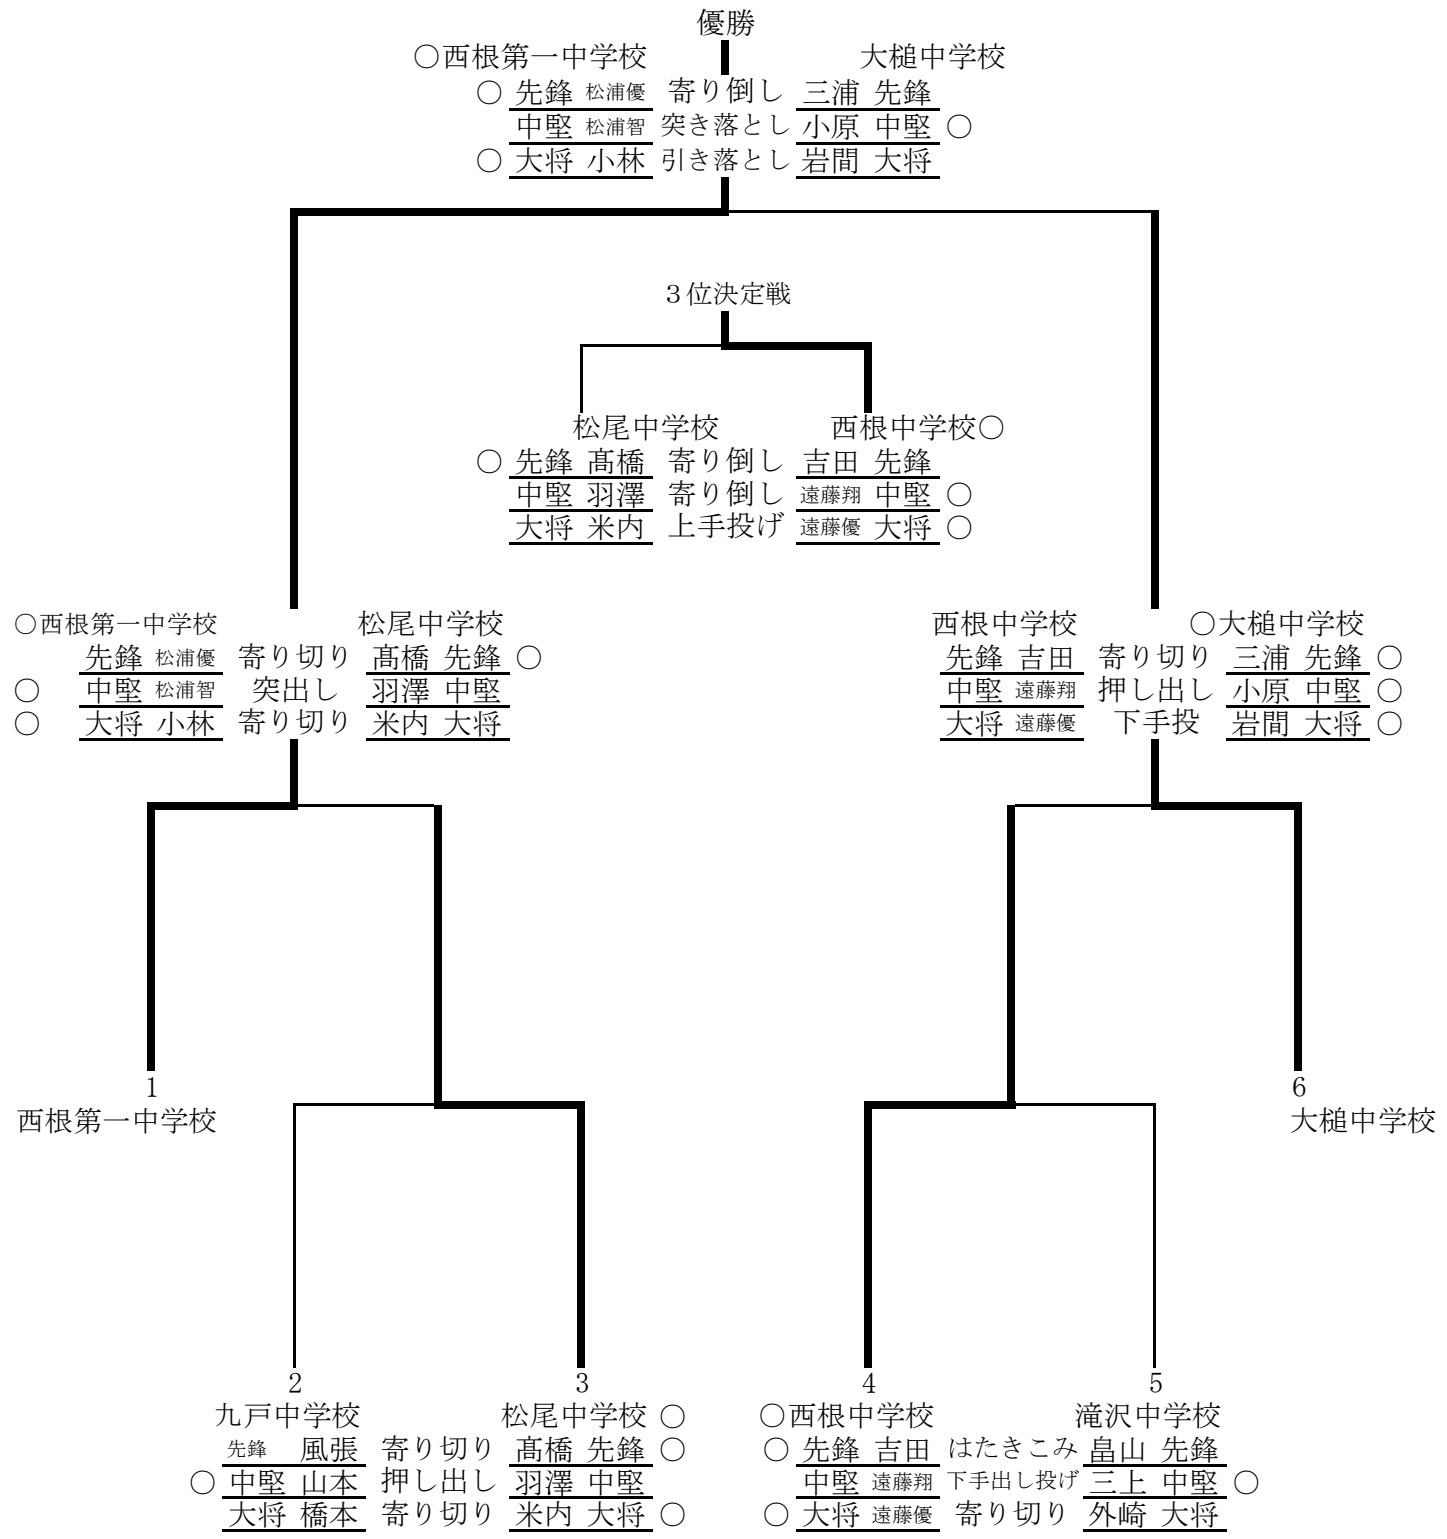 優勝
○西根第一中学校 大槌中学校
○ 先鋒 松浦優 寄り倒し 三浦 先鋒
中堅 松浦智 突き落とし 小原 中堅 ○
○ 大将 小林 引き落とし 岩間 大将
３位決定戦
松尾中学校 西根中学校○
○ 先鋒 髙橋 寄り倒し 吉田 先鋒
中堅 羽澤 寄り倒し 遠藤翔 中堅 ○
大将 米内 上手投げ 遠藤優 大将 ○
○西根第一中学校 松尾中学校
先鋒 松浦優 寄り切り 髙橋 先鋒 ○
○ 中堅 松浦智 突出し 羽澤 中堅
○ 大将 小林 寄り切り 米内 大将
西根中学校 ○大槌中学校
先鋒 吉田 寄り切り 三浦 先鋒 ○
中堅 遠藤翔 押し出し 小原 中堅 ○
大将 遠藤優 下手投 岩間 大将 ○
1
西根第一中学校
6
大槌中学校
2 3
九戸中学校 松尾中学校 ○
先鋒 風張 寄り切り 髙橋 先鋒 ○
○ 中堅 山本 押し出し 羽澤 中堅
大将 橋本 寄り切り 米内 大将 ○
4 5
○西根中学校 滝沢中学校
○ 先鋒 吉田 はたきこみ 畠山 先鋒
中堅 遠藤翔 下手出し投げ 三上 中堅 ○
○ 大将 遠藤優 寄り切り 外崎 大将